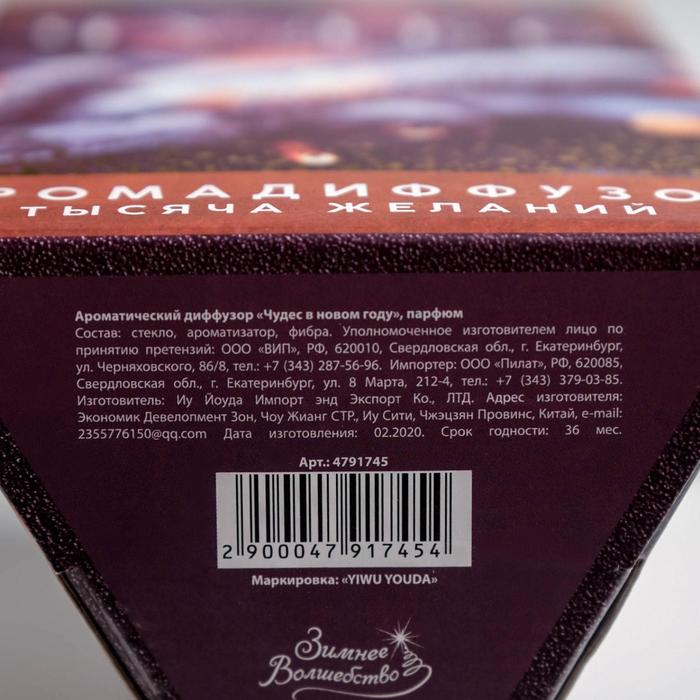 РОМАДИФФУЗО
ТЫСЯЧА ЖЕЛАНИЙ
Ароматический диффузор «Чудес в новом году», парфюм
Состав: стекло, ароматизатор, фибра. Уполномоченное изготовителем лицо по
принятию претензий: ООО «ВИП», РФ, 620010, Свердловская обл., г. Екатеринбург,
ул. Черняховского, 86/8, тел.: +7 (343) 287-56-96. Импортер: ООО «Пилат», РФ, 620085,
Свердловская обл., г. Екатеринбург, ул. 8 Марта, 212-4, тел.: +7 (343) 379-03-85.
Изготовитель: Иу Йоуда Импорт энд Экспорт Ко., ЛТД. Адрес изготовителя:
Экономик Девелопмент Зон, Чоу Жианг СТР., Иу Сити, Чжэцзян Провинс, Китай, e-mail:
2355776150@qq.com Дата изготовления: 02.2020. Срок годности: 36 мес.
Арт.: 4791745
2 900047 917454
Маркировка: «YIWU YOUDA»
Зимнее
Волшебство